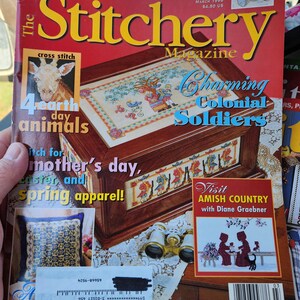 The
Stitchery
Magazine
cross stitch
4 earth
day
animals
Charming
Colonial
Soldiers
stitch for
mother's day,
easter, and
spring apparel!
Visit
AMISH COUNTRY
with Diane Graebner